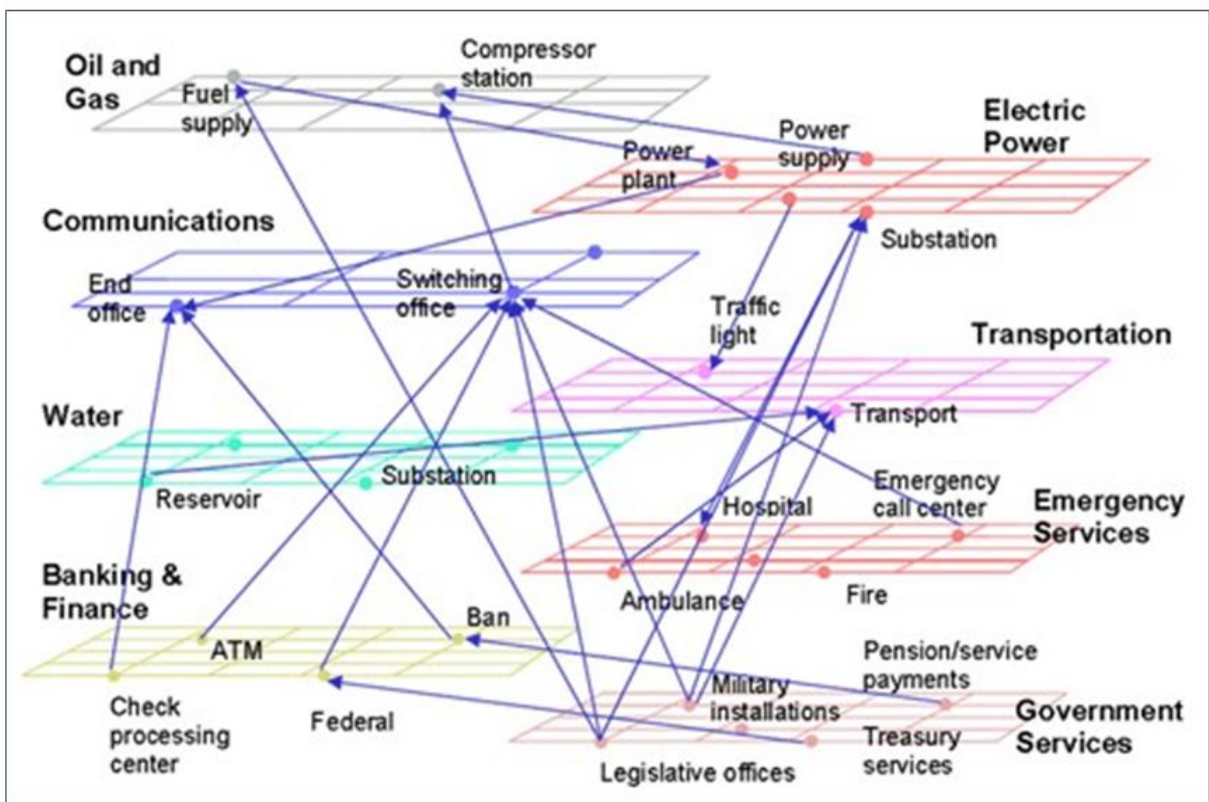 Oil and
Gas
Fuel
supply
Compressor
station
Electric
Power
Power
supply
Power
plant
Substation
Communications
End
office
Switching
office
Traffic
light
Transportation
Transport
Water
Reservoir
Substation
Hospital
Emergency
call center
Emergency
Services
Ambulance
Fire
Banking &
Finance
ATM
Ban
Check
processing
center
Federal
Pension/service
payments
Military
installations
Government
Services
Treasury
services
Legislative offices